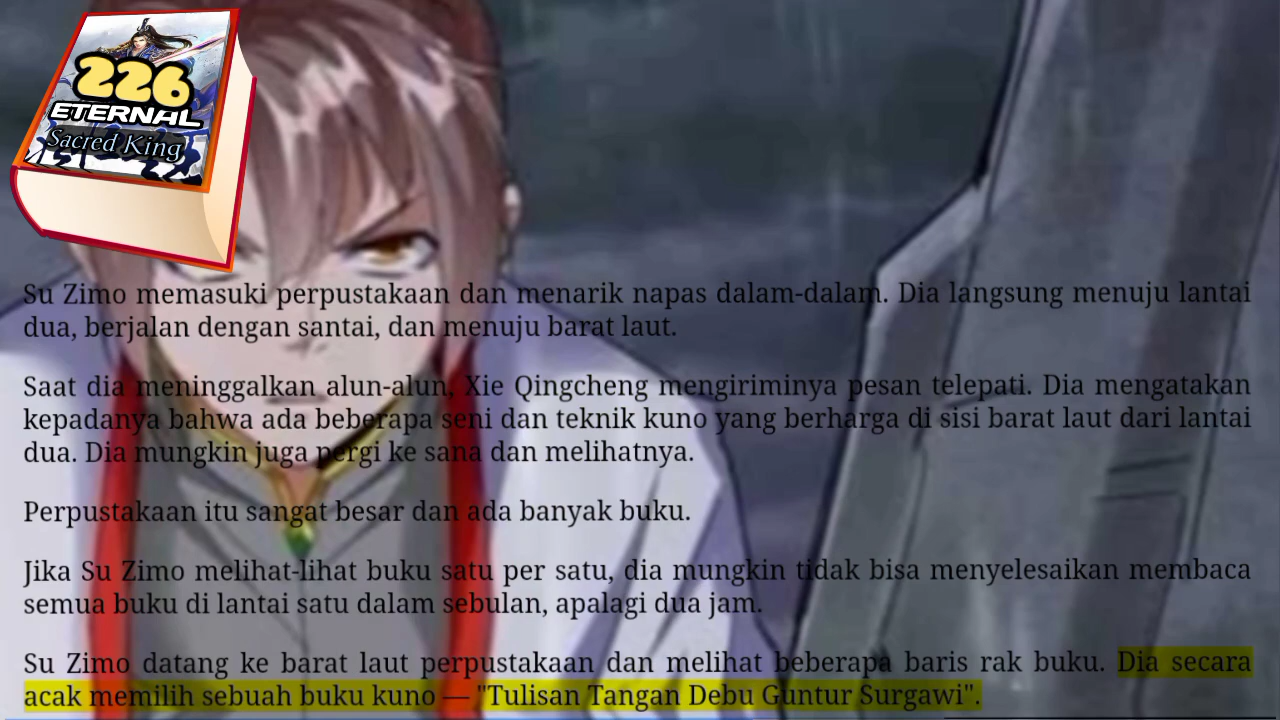 226
ETERNAL
Sacred King
Su Zimo memasuki perpustakaan dan menarik napas dalam-dalam. Dia langsung menuju lantai
dua, berjalan dengan santai, dan menuju barat laut.
Saat dia meninggalkan alun-alun, Xie Qingcheng mengiriminya pesan telepati. Dia mengatakan
kepadanya bahwa ada beberapa seni dan teknik kuno yang berharga di sisi barat laut dari lantai
dua. Dia mungkin juga pergi ke sana dan melihatnya.
Perpustakaan itu sangat besar dan ada banyak buku.
Jika Su Zimo melihat-lihat buku satu per satu, dia mungkin tidak bisa menyelesaikan membaca
semua buku di lantai satu dalam sebulan, apalagi dua jam.
Su Zimo datang ke barat laut perpustakaan dan melihat beberapa baris rak buku. Dia secara
acak memilih sebuah buku kuno — "Tulisan Tangan Debu Guntur Surgawi".